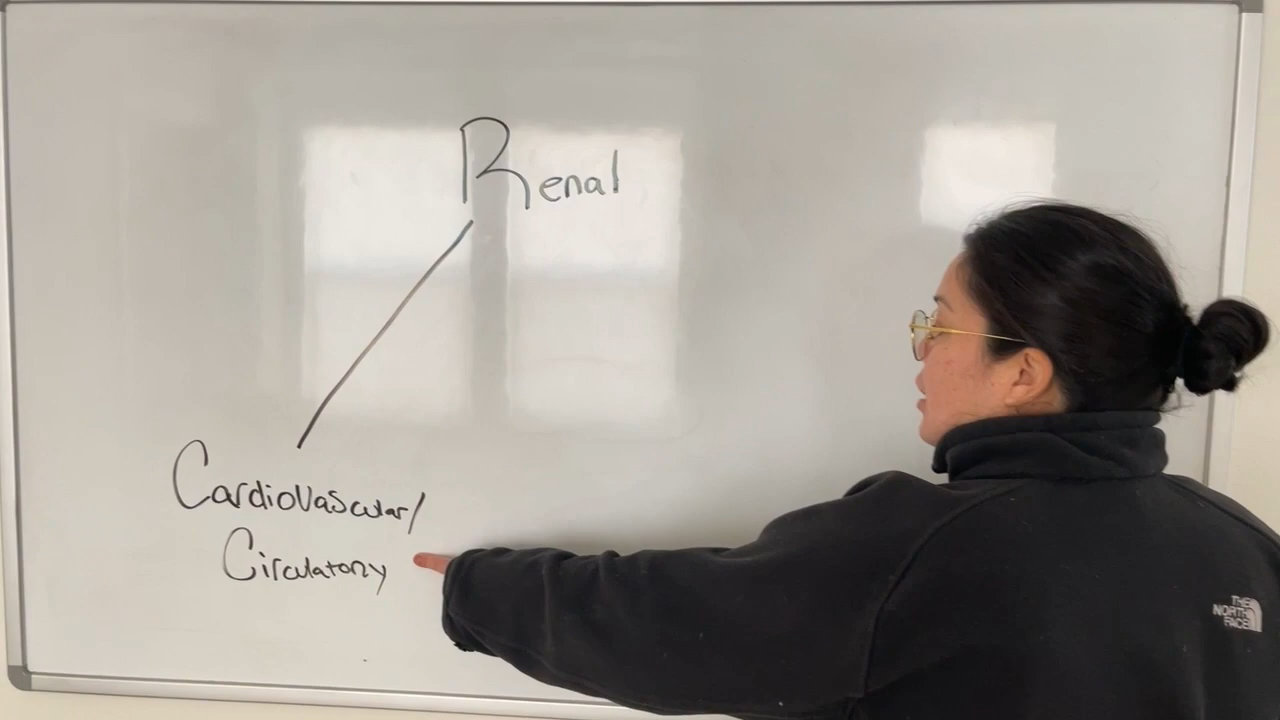 Renal
Cardiovascular/
Circulatory
THE
NORTH
FACE